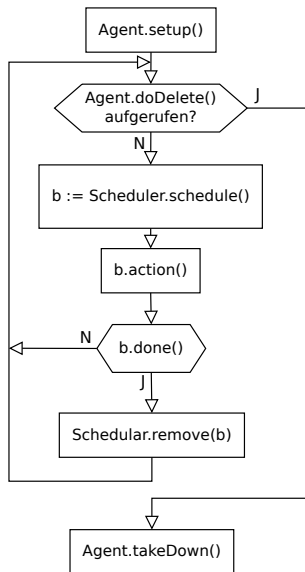 Agent.setup()
Agent.doDelete()
aufgerufen?
J
N
b := Scheduler.schedule()
b.action()
N
b.done()
J
Schedular.remove(b)
Agent.takeDown()